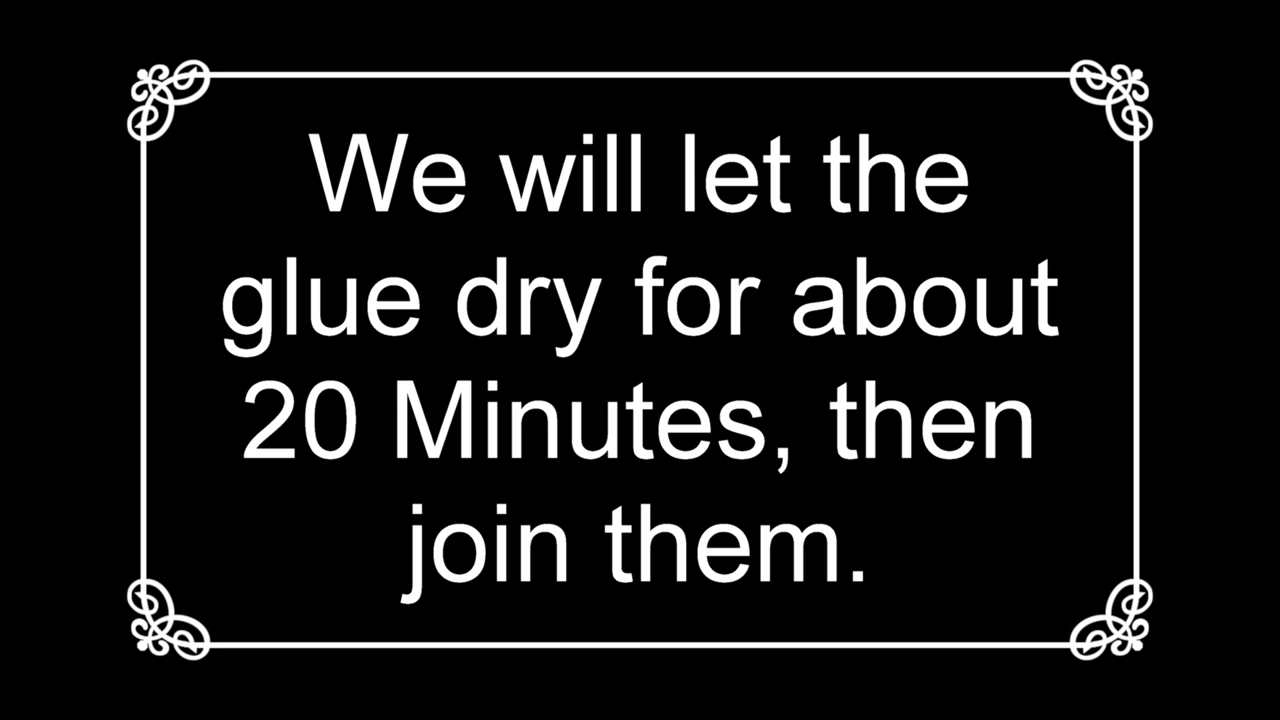 We will let the
glue dry for about
20 Minutes, then
join them.